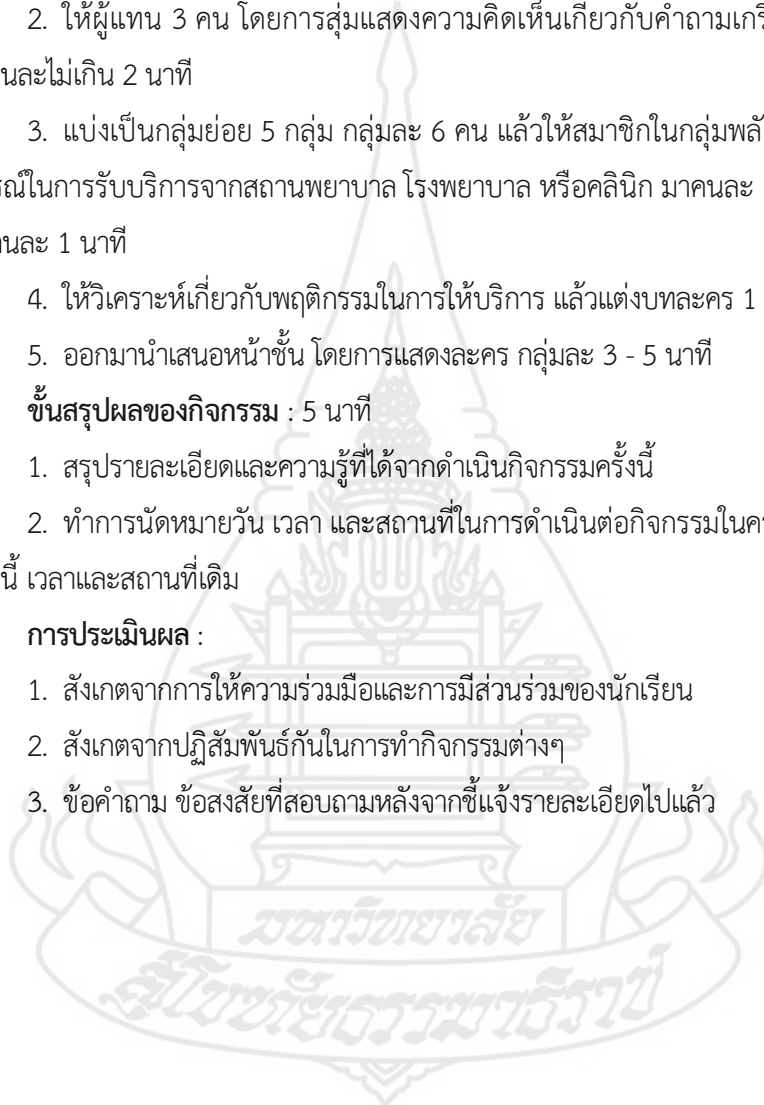 2. ให้ผู้แทน 3 คน โดยการสุ่มแสดงความคิดเห็นเกี่ยวกับคำถามเกริ
นละไม่เกิน 2 นาที
3. แบ่งเป็นกลุ่มย่อย 5 กลุ่ม กลุ่มละ 6 คน แล้วให้สมาชิกในกลุ่มพลั
รณ์ในการรับบริการจากสถานพยาบาล โรงพยาบาล หรือคลินิก มาคนละ
นละ 1 นาที
4. ให้วิเคราะห์เกี่ยวกับพฤติกรรมในการให้บริการ แล้วแต่งบทละคร 1
5. ออกมานำเสนอหน้าชั้น โดยการแสดงละคร กลุ่มละ 3 - 5 นาที
ขั้นสรุปผลของกิจกรรม : 5 นาที
1. สรุปรายละเอียดและความรู้ที่ได้จากดำเนินกิจกรรมครั้งนี้
2. ทำการนัดหมายวัน เวลา และสถานที่ในการดำเนินต่อกิจกรรมในคร
นี้ เวลาและสถานที่เดิม
การประเมินผล :
1. สังเกตจากการให้ความร่วมมือและการมีส่วนร่วมของนักเรียน
2. สังเกตจากปฏิสัมพันธ์กันในการทำกิจกรรมต่างๆ
3. ข้อคำถาม ข้อสงสัยที่สอบถามหลังจากชี้แจ้งรายละเอียดไปแล้ว
มหาวิทยาลัย
สุโขทัยธรรมาธิราช